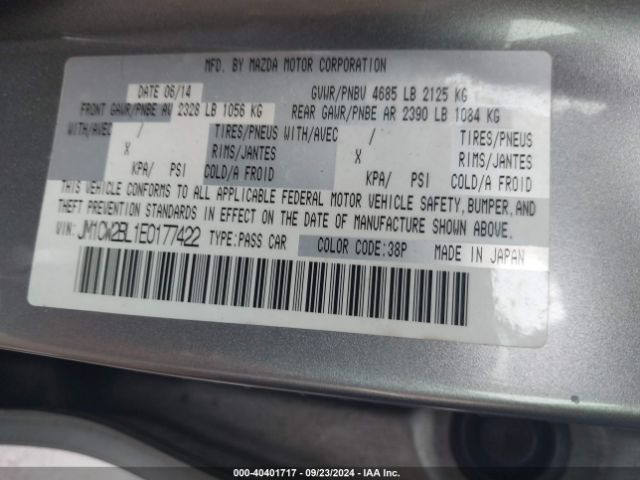 MFD. BY MAZDA MOTOR CORPORATION
DATE 06/14 GVWR/PNBV 4685 LB 2125 KG
FRONT GAWR/PNBE AV 2328 LB 1056 KG REAR GAWR/PNBE AR 2390 LB 1084 KG
WITH/AVEC / TIRES/PNEUS WITH/AVEC / TIRES/PNEUS
X RIMS/JANTES X RIMS/JANTES
KPA/ PSI COLD/A FROID KPA/ PSI COLD/A FROID
THIS VEHICLE CONFORMS TO ALL APPLICABLE FEDERAL MOTOR VEHICLE SAFETY, BUMPER, AND
THEFT PREVENTION STANDARDS IN EFFECT ON THE DATE OF MANUFACTURE SHOWN ABOVE.
VIN: JM1CW2BL1E0177422 TYPE:PASS CAR COLOR CODE:38P MADE IN JAPAN
000-40401717 - 09/23/2024 - IAA Inc.